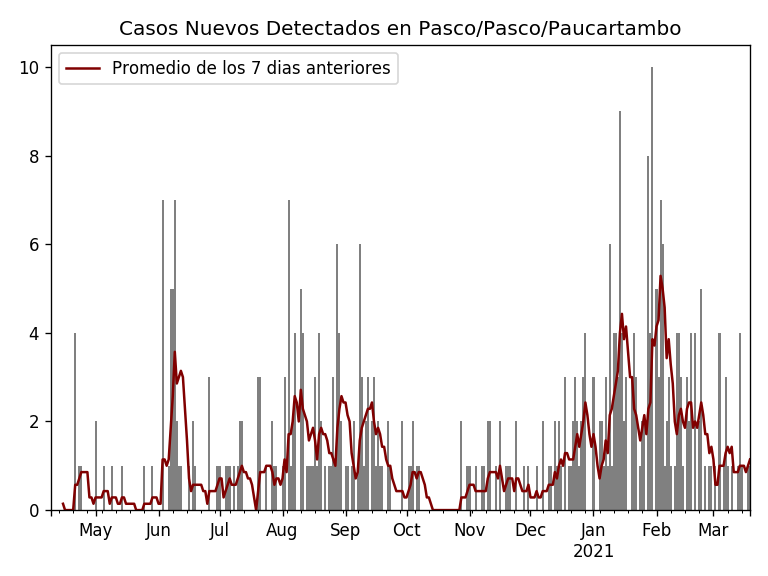 Casos Nuevos Detectados en Pasco/Pasco/Paucartambo
Promedio de los 7 dias anteriores
10
8
6
4
2
0
May Jun Jul Aug Sep Oct Nov Dec Jan Feb Mar
2021